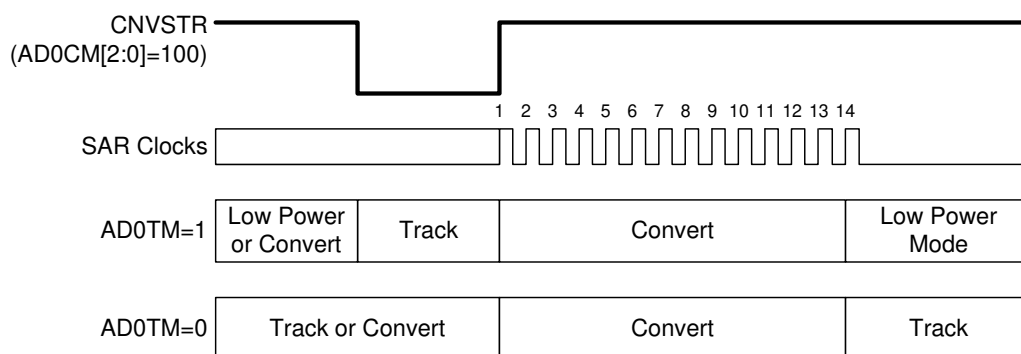 CNVSTR
(AD0CM[2:0]=100)
1 2 3 4 5 6 7 8 9 10 11 12 13 14
SAR Clocks
AD0TM=1
Low Power
or Convert
Track
Convert
Low Power
Mode
AD0TM=0
Track or Convert
Convert
Track